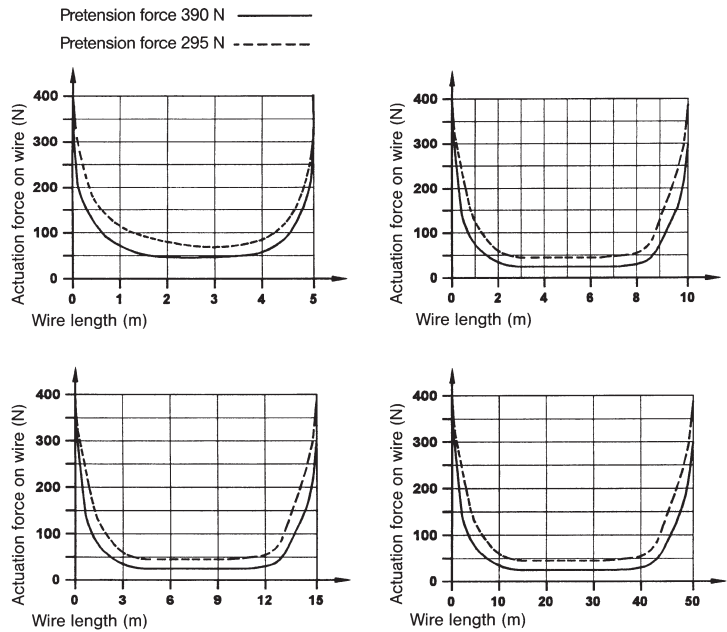 Pretension force 390 N
Pretension force 295 N
Actuation force on wire (N)
400
300
200
100
0
0 1 2 3 4 5
Wire length (m)
Actuation force on wire (N)
400
300
200
100
0
0 2 4 6 8 10
Wire length (m)
Actuation force on wire (N)
400
300
200
100
0
0 3 6 9 12 15
Wire length (m)
Actuation force on wire (N)
400
300
200
100
0
0 10 20 30 40 50
Wire length (m)